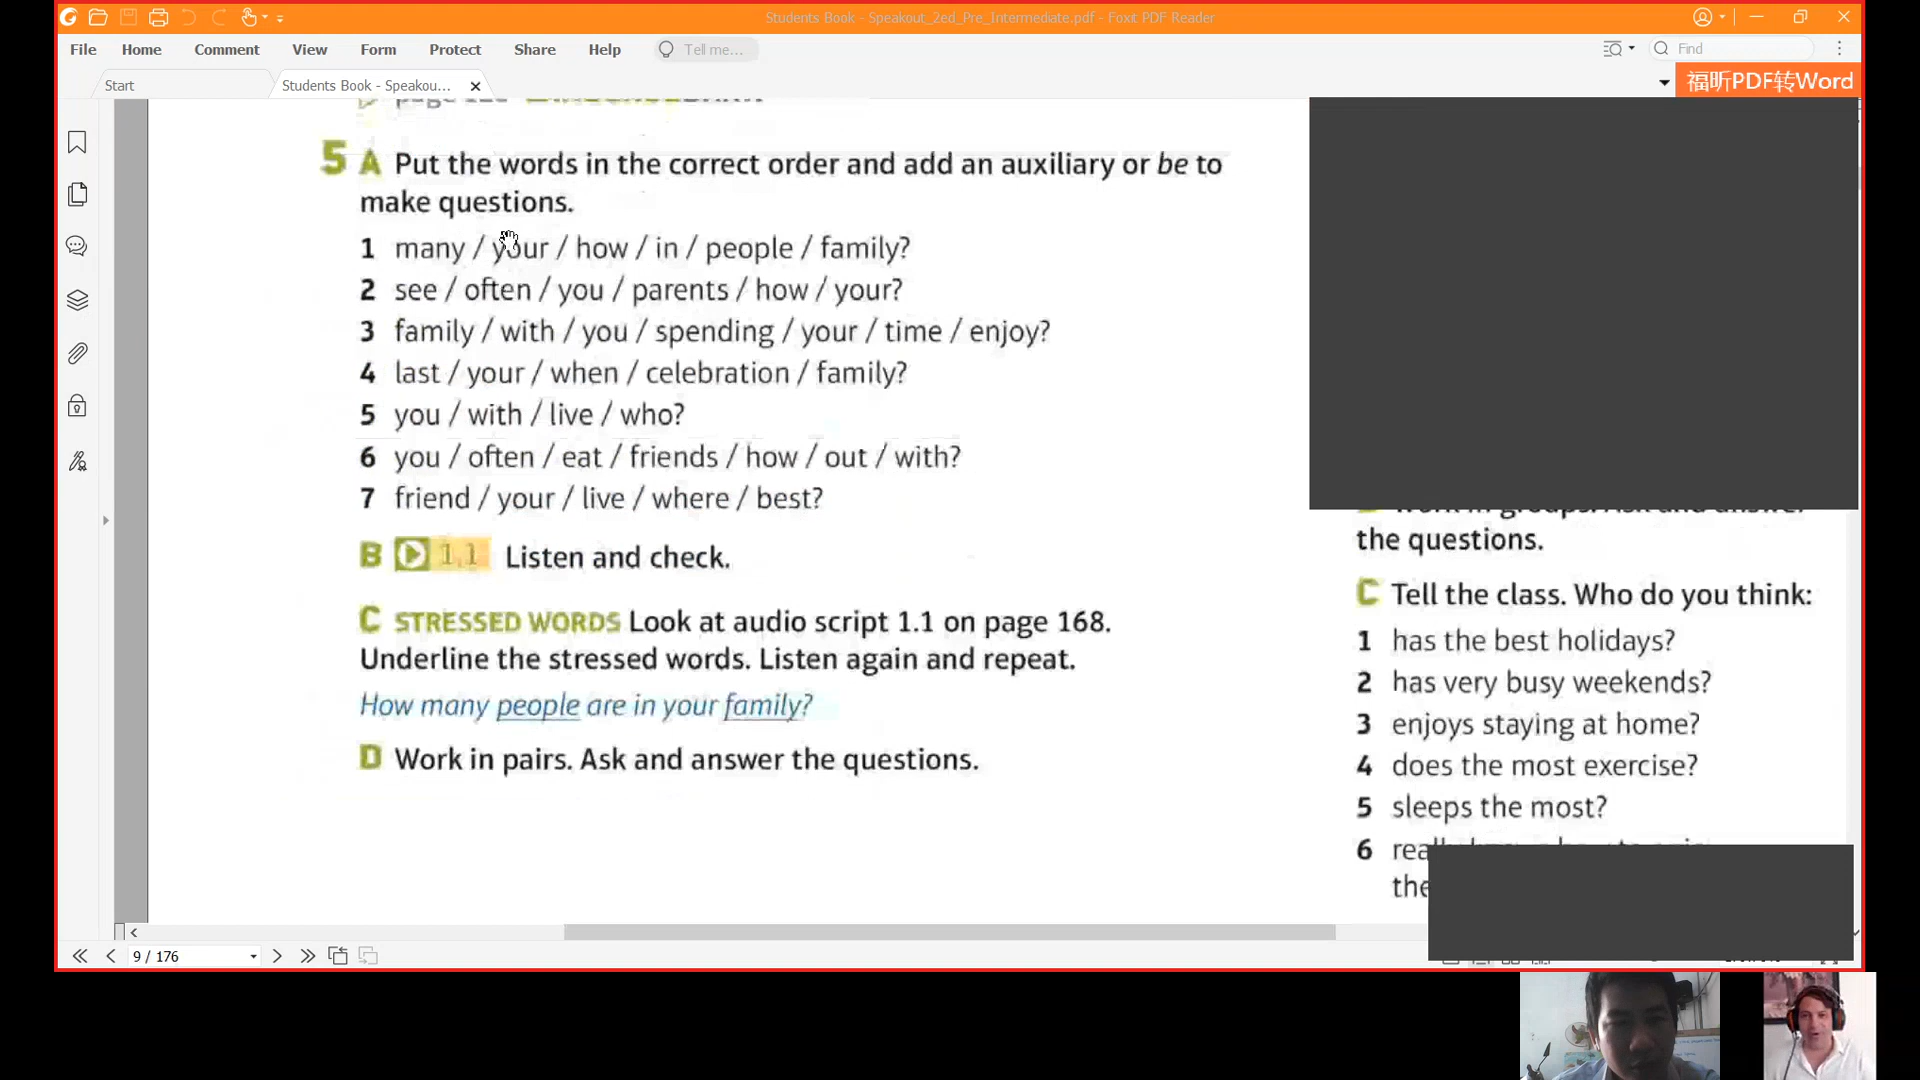 Students Book - Speakout_2ed_Pre_Intermediate.pdf - Foxit PDF Reader
File Home Comment View Form Protect Share Help Tell me... Find
Start Students Book - Speakou... 福昕PDF转Word
5 A Put the words in the correct order and add an auxiliary or be to
make questions.
1 many / your / how / in / people / family?
2 see / often / you / parents / how / your?
3 family / with / you / spending / your / time / enjoy?
4 last / your / when / celebration / family?
5 you / with / live / who?
6 you / often / eat / friends / how / out / with?
7 friend / your / live / where / best?
B 1.1 Listen and check.
C STRESSED WORDS Look at audio script 1.1 on page 168.
Underline the stressed words. Listen again and repeat.
How many people are in your family?
D Work in pairs. Ask and answer the questions.
the questions.
C Tell the class. Who do you think:
1 has the best holidays?
2 has very busy weekends?
3 enjoys staying at home?
4 does the most exercise?
5 sleeps the most?
6
9 / 176